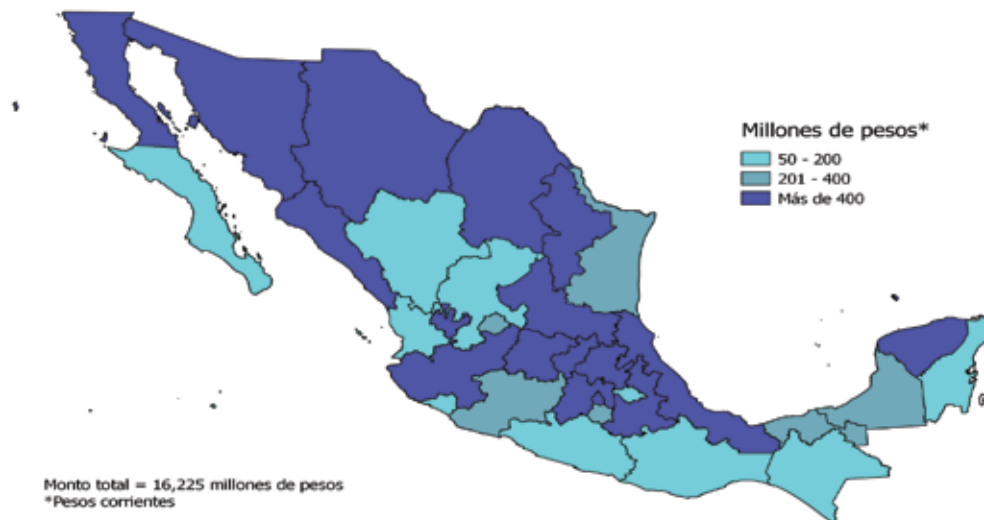 Millones de pesos*
50 - 200
201 - 400
Más de 400
Monto total = 16,225 millones de pesos
*Pesos corrientes